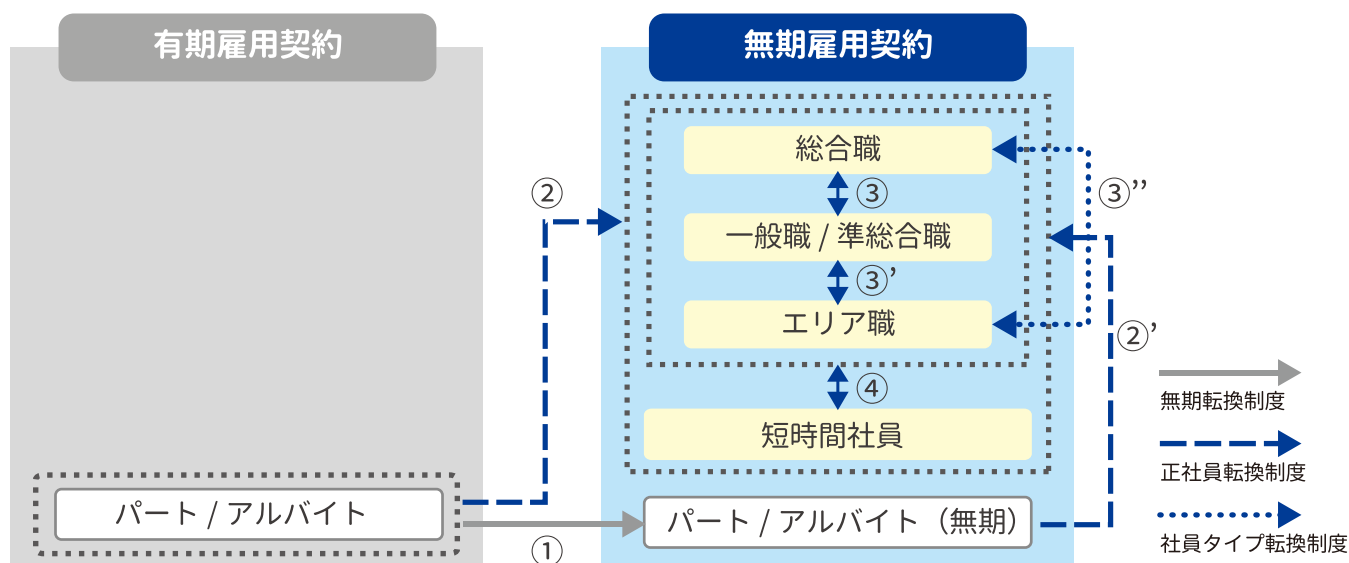 有期雇用契約
無期雇用契約
総合職
③
③’’
②
一般職 / 準総合職
③’
エリア職
②’
④
短時間社員
パート / アルバイト
①
パート / アルバイト（無期）
無期転換制度
正社員転換制度
社員タイプ転換制度